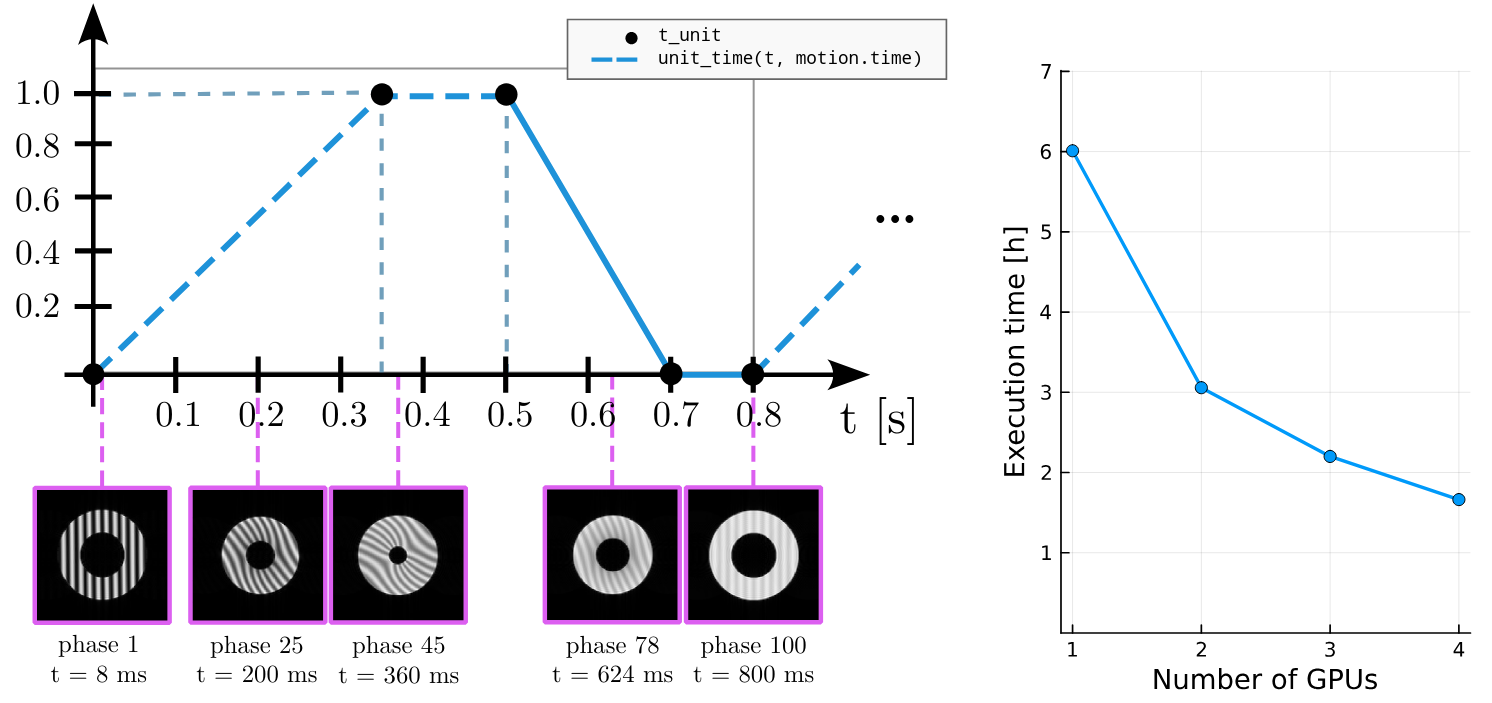 t_unit
unit_time(t, motion.time)
1.0
0.8
0.6
0.4
0.2
...
0.1 0.2 0.3 0.4 0.5 0.6 0.7 0.8 t [s]
phase 1
t = 8 ms
phase 25
t = 200 ms
phase 45
t = 360 ms
phase 78
t = 624 ms
phase 100
t = 800 ms
Execution time [h]
7
6
5
4
3
2
1
1 2 3 4
Number of GPUs